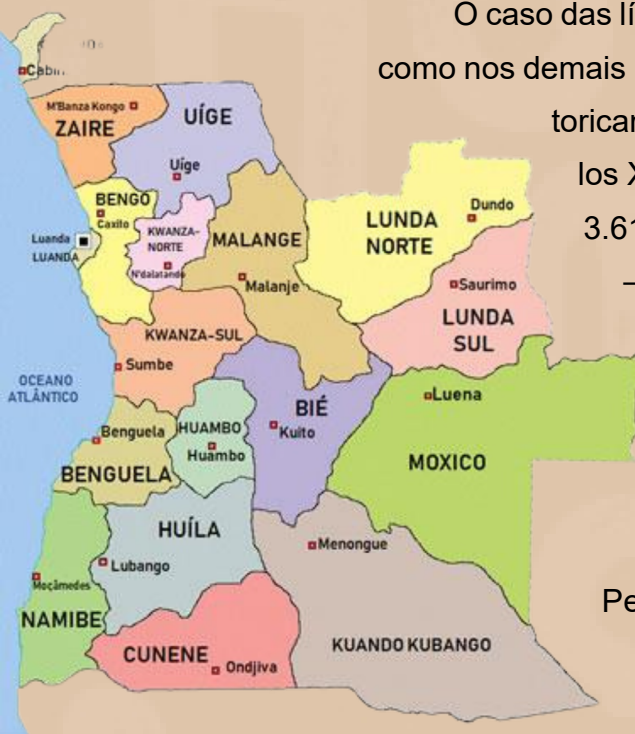 O caso das lí
como nos demais
torican
los X
3.61
–
Cabin
M'Banza Kongo
ZAIRE
UÍGE
Uíge
BENGO
Caxito
KWANZA-
NORTE
N'dalatando
MALANGE
Malanje
LUNDA
NORTE
Dundo
Luanda
LUANDA
Saurimo
LUNDA
SUL
KWANZA-SUL
Sumbe
OCEANO
ATLÂNTICO
BIÉ
Kuito
Luena
MOXICO
Benguela
BENGUELA
HUAMBO
Huambo
HUÍLA
Lubango
Menongue
Moçâmedes
NAMIBE
CUNENE
Ondjiva
KUANDO KUBANGO
Pe